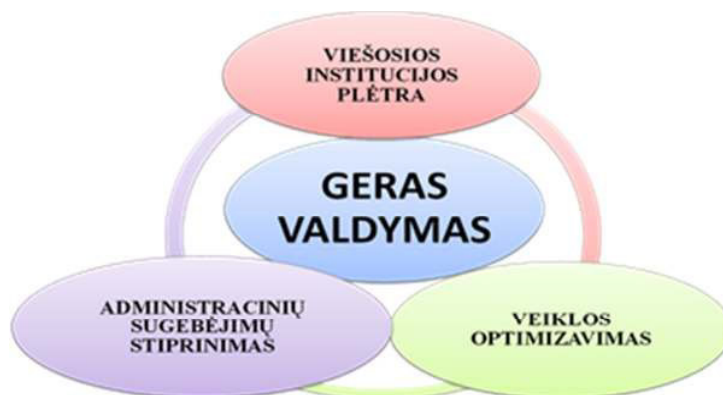 VIEŠOSIOS
INSTITUCIJOS
PLĖTRA
GERAS
VALDYMAS
ADMINISTRACINIŲ
SUGEBĖJIMŲ
STIPRINIMAS
VEIKLOS
OPTIMIZAVIMAS